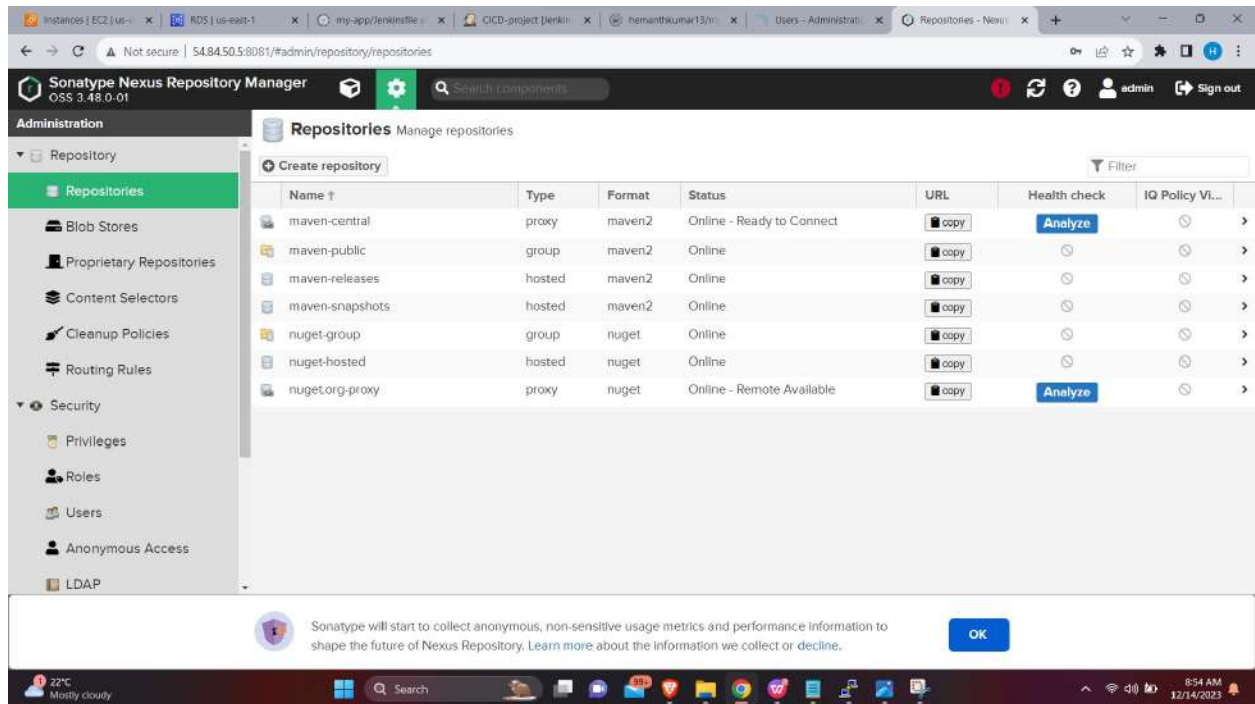 Instances | EC2 | us-e
RDS | us-east-1
my-app/Jenkinsfile
CICD-project [Jenkin
hemanthkumar13/m
Users - Administrati
Repositories - Nexus
Not secure | 54.84.50.5:8081/#admin/repository/repositories
H
Sonatype Nexus Repository Manager
OSS 3.48.0-01
Search components
admin
Sign out
Administration
Repositories Manage repositories
Repository
Create repository
Filter
Repositories
Name ↑ Type Format Status URL Health check IQ Policy Vi...
maven-central proxy maven2 Online - Ready to Connect copy Analyze
Blob Stores
maven-public group maven2 Online copy
Proprietary Repositories
maven-releases hosted maven2 Online copy
Content Selectors
maven-snapshots hosted maven2 Online copy
Cleanup Policies
nuget-group group nuget Online copy
nuget-hosted hosted nuget Online copy
Routing Rules
nuget.org-proxy proxy nuget Online - Remote Available copy Analyze
Security
Privileges
Roles
Users
Anonymous Access
LDAP
Sonatype will start to collect anonymous, non-sensitive usage metrics and performance information to
shape the future of Nexus Repository. Learn more about the information we collect or decline.
OK
1
22°C
Mostly cloudy
Search
99+
8:54 AM
12/14/2023